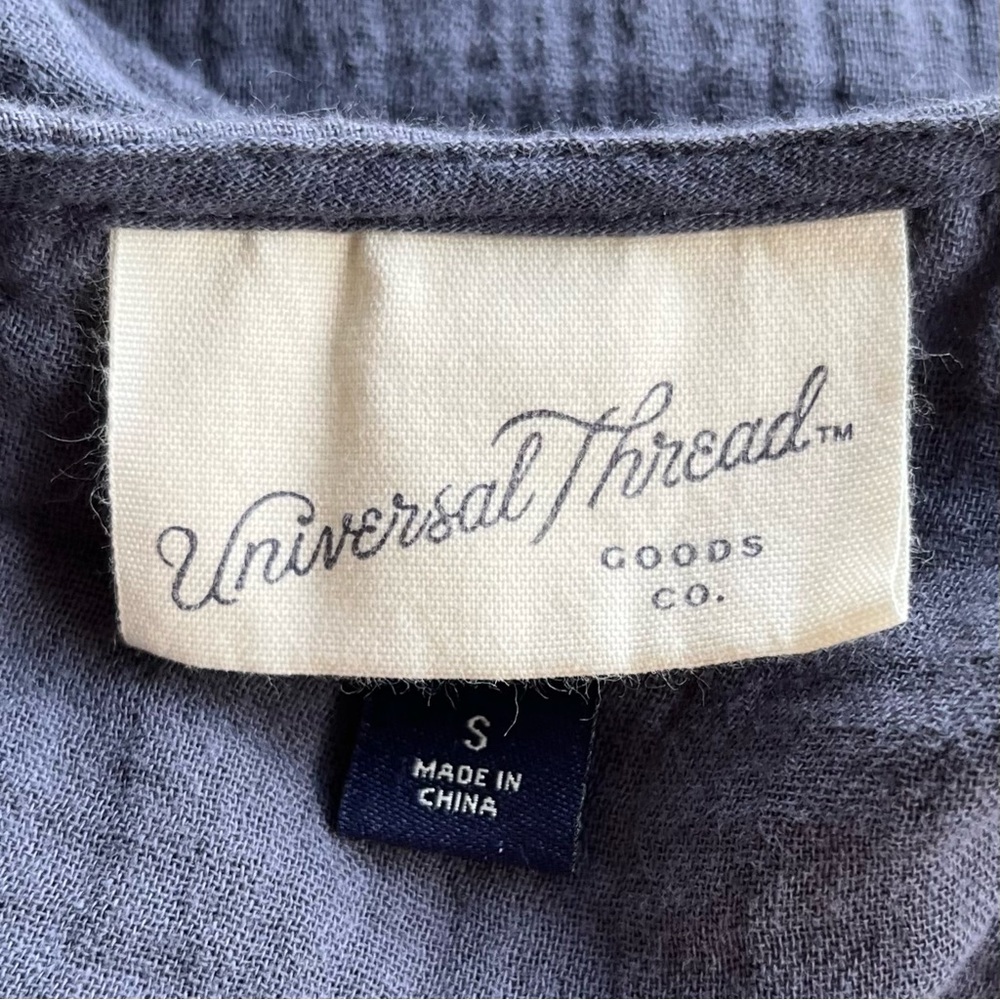 Universal Thread™
GOODS
CO.
S
MADE IN
CHINA